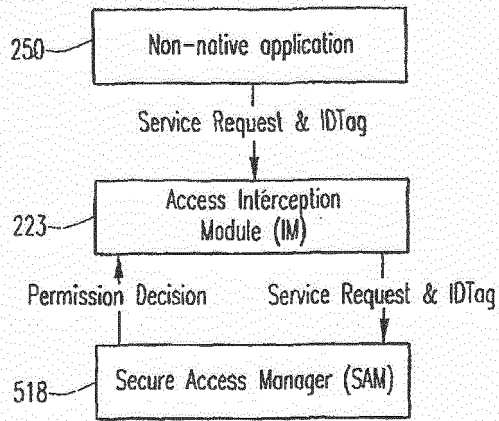 250
Non-native application
Service Request & IDTag
223
Access Interception
Module (IM)
Permission Decision
Service Request & IDTag
518
Secure Access Manager (SAM)